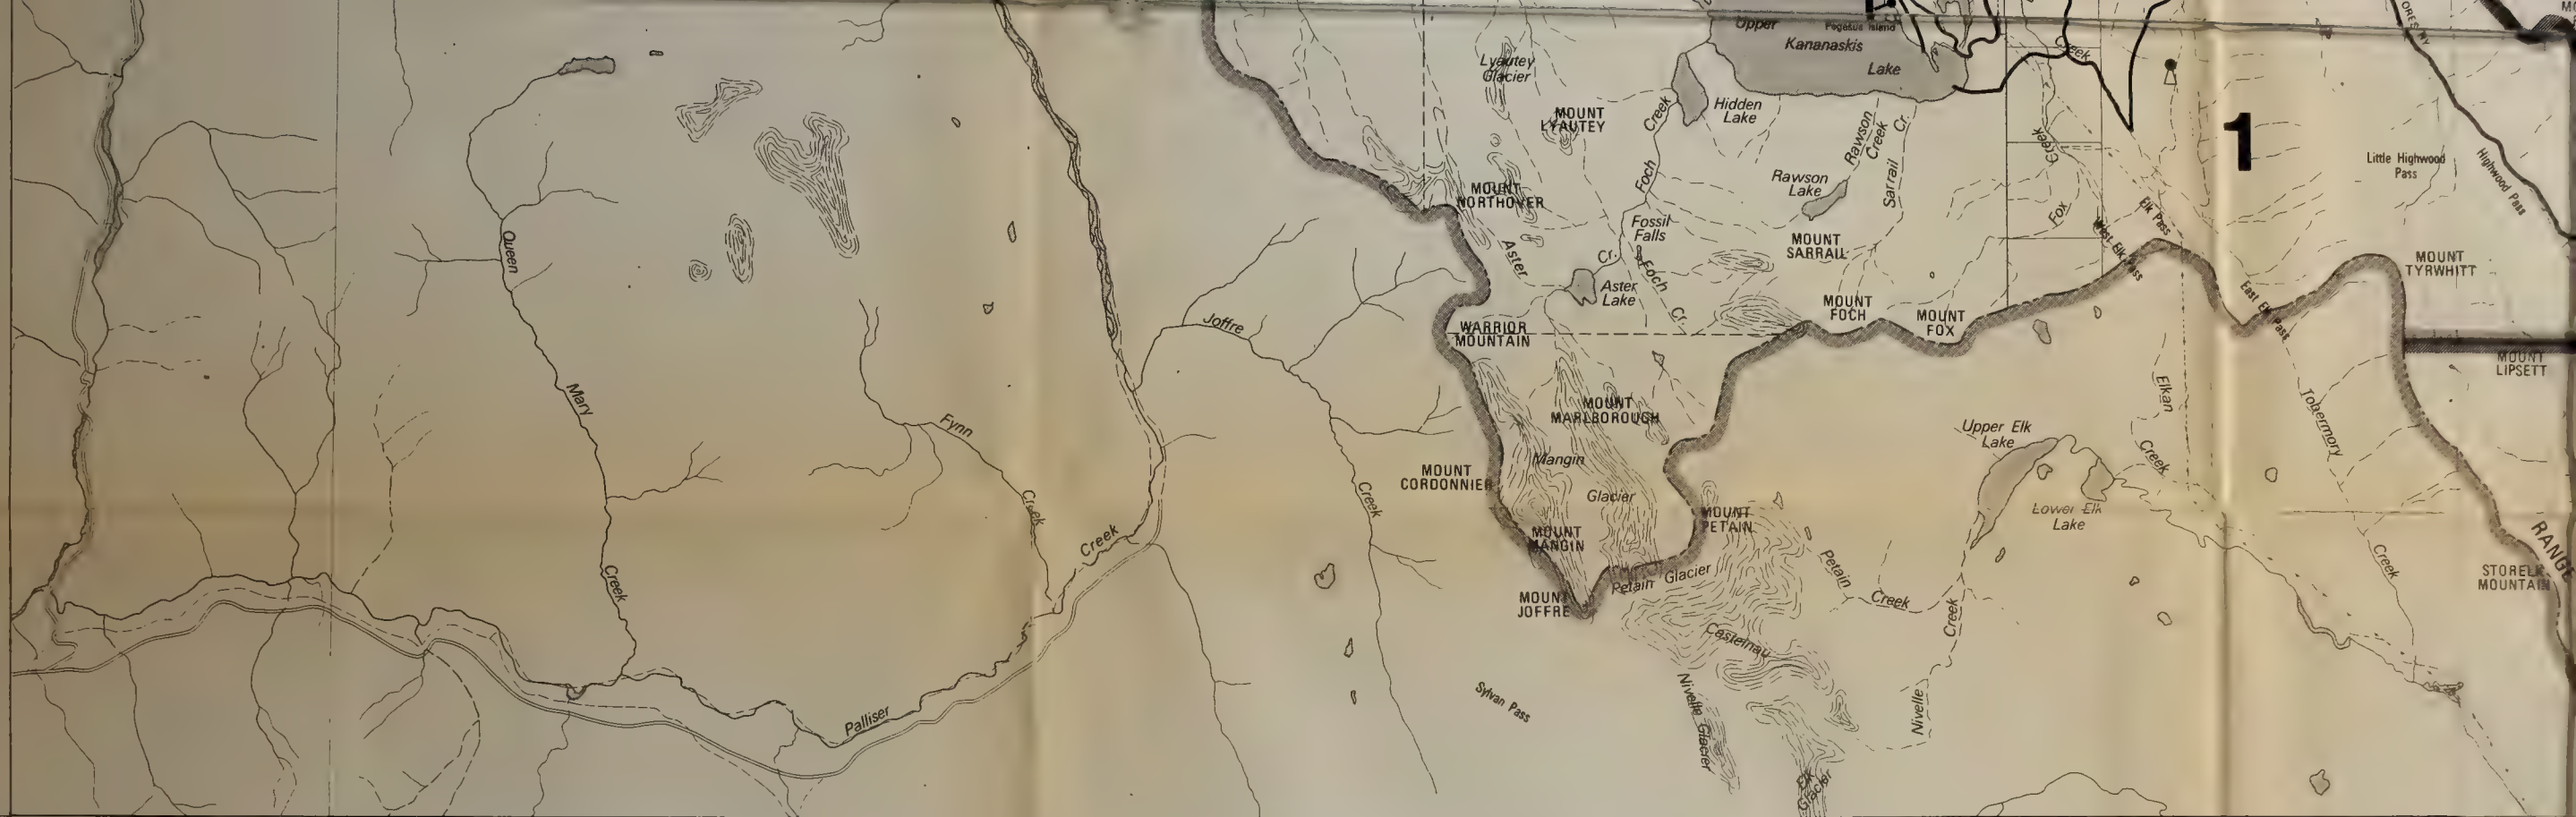 Upper
Pegasus Island
Kananaskis
Lake
Lyautey
Glacier
Creek
MOUNT
LYAUTEY
Creek
Hidden
Lake
Foch
Rawson
Creek
Sarrail
Cr.
Rawson
Lake
Creek
Fox
1
Little Highwood
Pass
Highwood Pass
MOUNT
NORTHOVER
Fossil
Falls
MOUNT
SARRAIL
Elk Pass
West Elk Pass
Queen
Mary
Creek
Aster
Cr.
Aster
Lake
Foch
Cr.
MOUNT
TYRWHITT
East Elk Pass
Joffre
Creek
WARRIOR
MOUNTAIN
MOUNT
FOCH
MOUNT
FOX
MOUNT
LIPSETT
Fynn
Creek
MOUNT
MARLBOROUGH
Elkan
Creek
Tobermory
Creek
Upper Elk
Lake
MOUNT
CORDONNIER
Mangin
Glacier
Lower Elk
Lake
MOUNT
PETAIN
MOUNT
MANGIN
RANGE
Petain
Creek
Petain Glacier
MOUNT
JOFFRE
STORELK
MOUNTAIN
Castelnau
Nivelle
Creek
Palliser
Creek
Sylvan Pass
Nivelle Glacier
Elk
Glacier